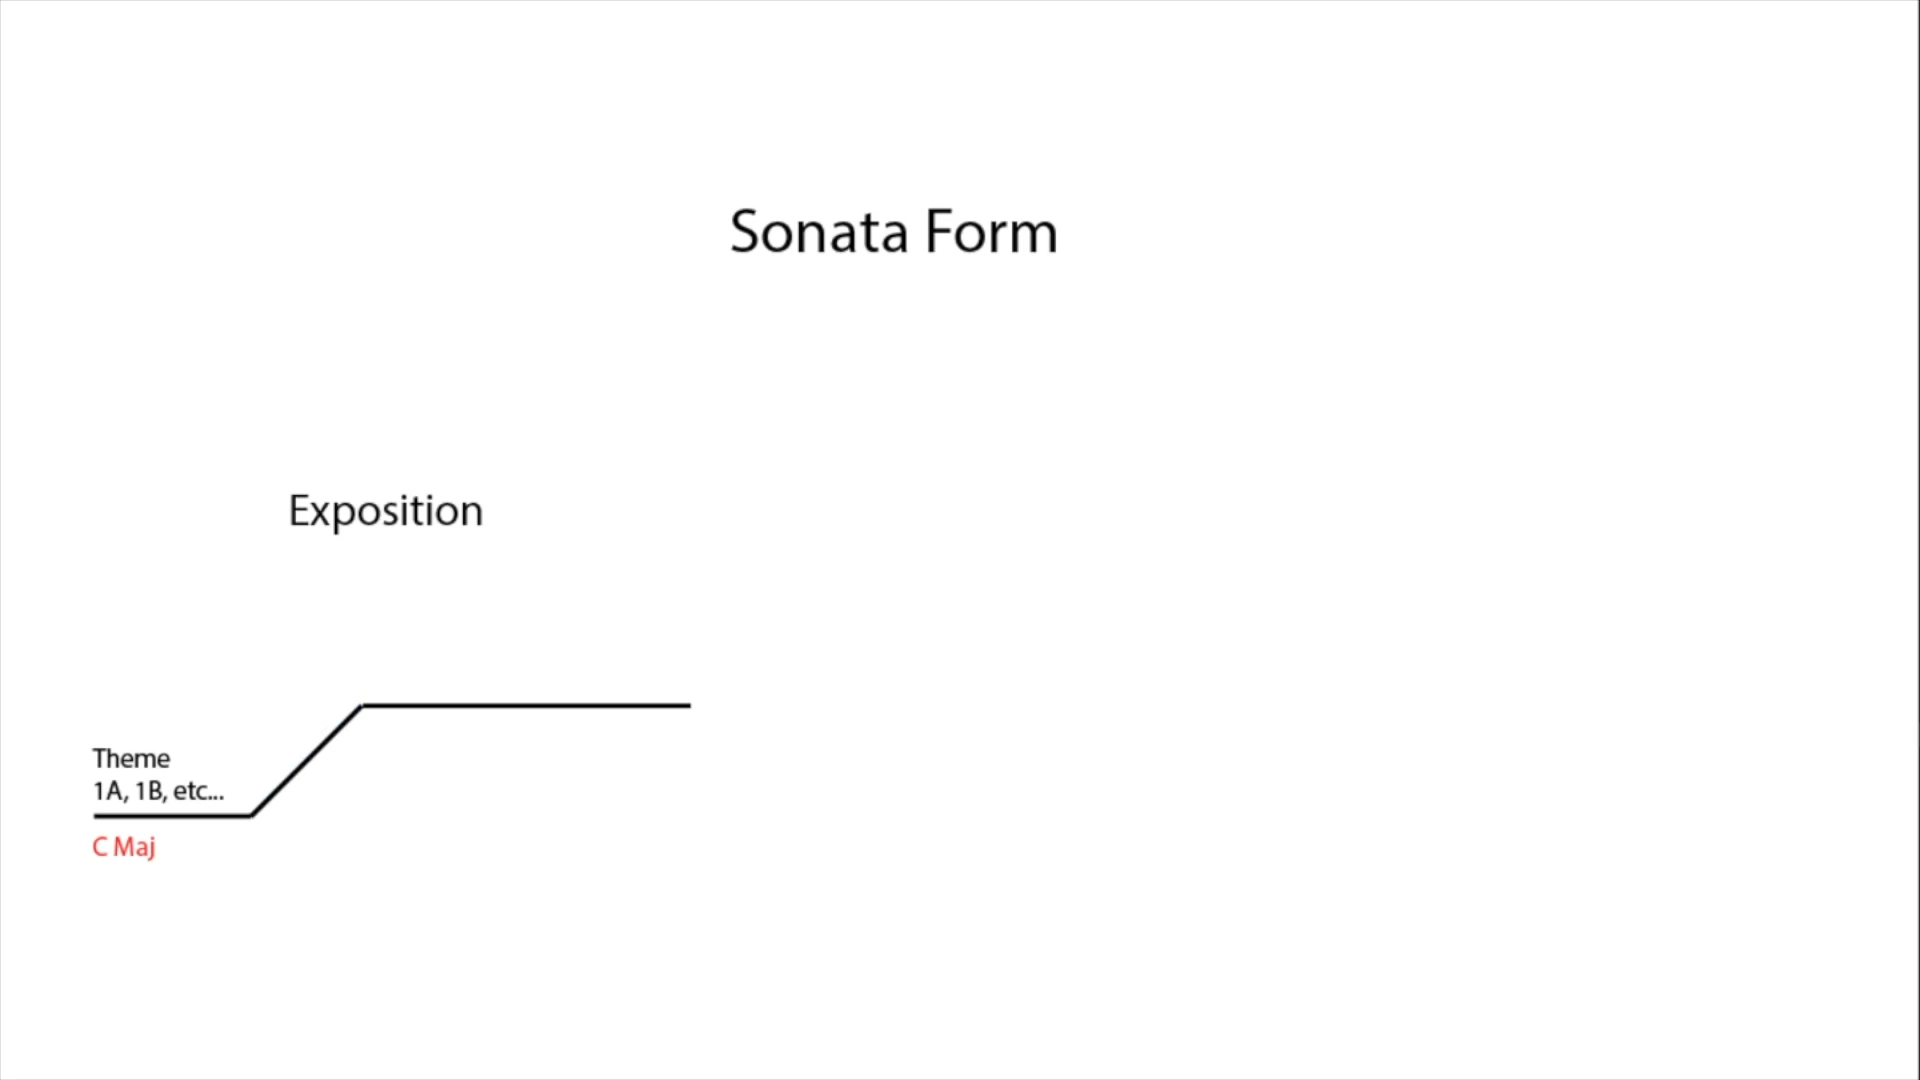 Sonata Form
Exposition
Theme
1A, 1B, etc...
C Maj